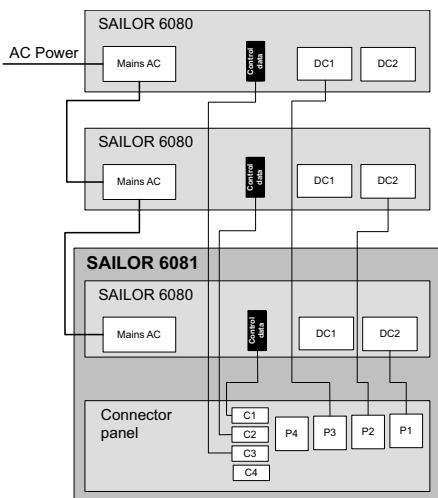 SAILOR 6080
AC Power
Mains AC
Control data
DC1
DC2
SAILOR 6080
Mains AC
Control data
DC1
DC2
SAILOR 6081
SAILOR 6080
Mains AC
Control data
DC1
DC2
Connector
panel
C1
C2
C3
C4
P4
P3
P2
P1